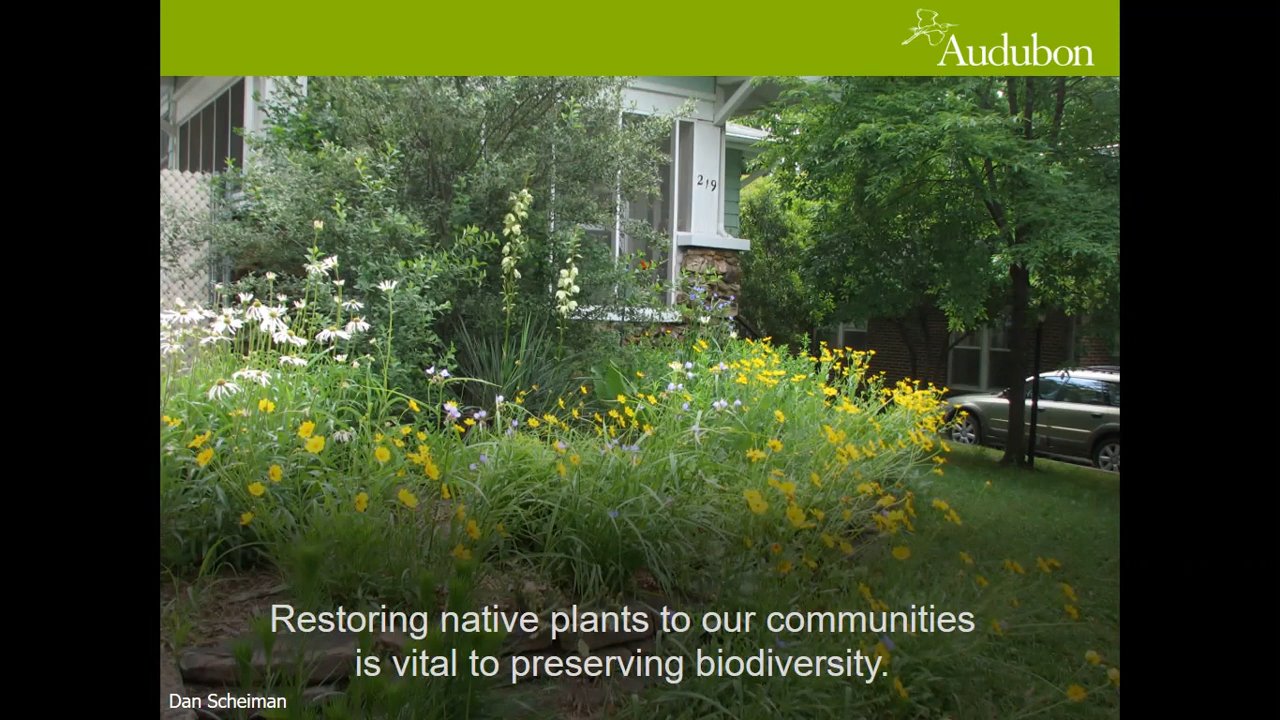 Audubon
219
Restoring native plants to our communities
is vital to preserving biodiversity.
Dan Scheiman